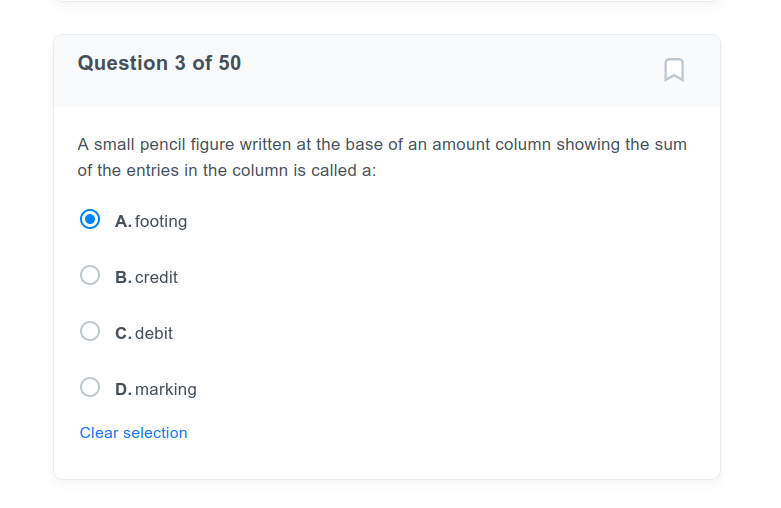 Question 3 of 50
A small pencil figure written at the base of an amount column showing the sum
of the entries in the column is called a:
A. footing
B. credit
C. debit
D. marking
Clear selection